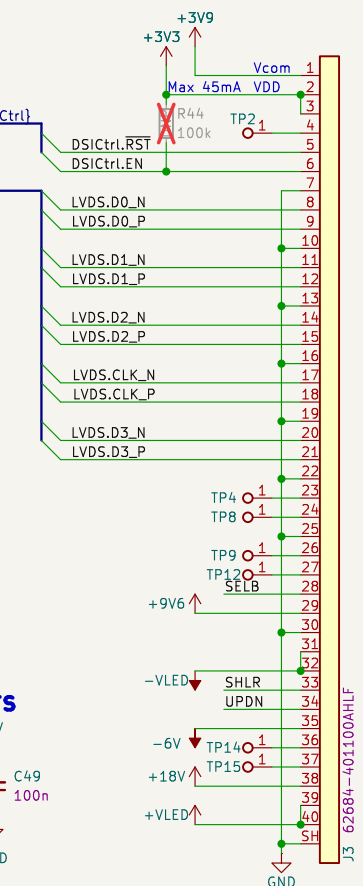 +3V9
+3V3
Vcom 1
Max 45mA VDD 2
3
Ctrl}
R44
100k
TP2 1 4
DSICtrl.RST 5
DSICtrl.EN 6
7
LVDS.D0_N 8
LVDS.D0_P 9
10
LVDS.D1_N 11
LVDS.D1_P 12
13
LVDS.D2_N 14
LVDS.D2_P 15
16
LVDS.CLK_N 17
LVDS.CLK_P 18
19
LVDS.D3_N 20
LVDS.D3_P 21
22
TP4 1 23
TP8 1 24
25
TP9 1 26
TP12 1 27
SELB 28
+9V6 29
30
31
32
-VLED
SHLR 33
UPDN 34
35
-6V
TP14 1 36
TP15 1 37
+18V 38
39
+VLED 40
SH
GND
62684-401100AHLF
J3
rs
C49
100n
D